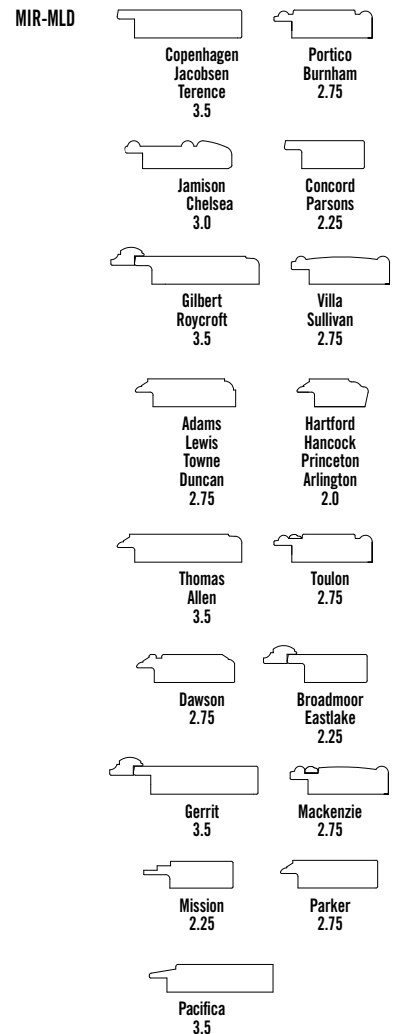 MIR-MLD
Copenhagen
Jacobsen
Terence
3.5
Portico
Burnham
2.75
Jamison
Chelsea
3.0
Concord
Parsons
2.25
Gilbert
Roycroft
3.5
Villa
Sullivan
2.75
Adams
Lewis
Towne
Duncan
2.75
Hartford
Hancock
Princeton
Arlington
2.0
Thomas
Allen
3.5
Toulon
2.75
Dawson
2.75
Broadmoor
Eastlake
2.25
Gerrit
3.5
Mackenzie
2.75
Mission
2.25
Parker
2.75
Pacifica
3.5